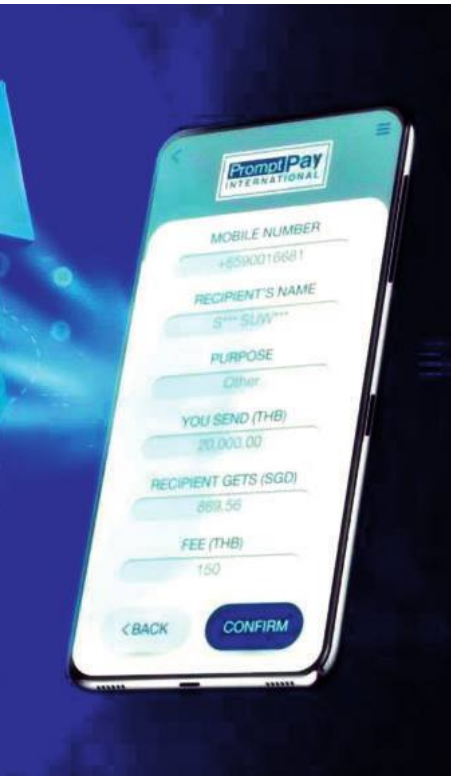 PromptPay
INTERNATIONAL
MOBILE NUMBER
+6590016681
RECIPIENT'S NAME
S*** SUW***
PURPOSE
Other
YOU SEND (THB)
20,000.00
RECIPIENT GETS (SGD)
869.56
FEE (THB)
150
< BACK
CONFIRM